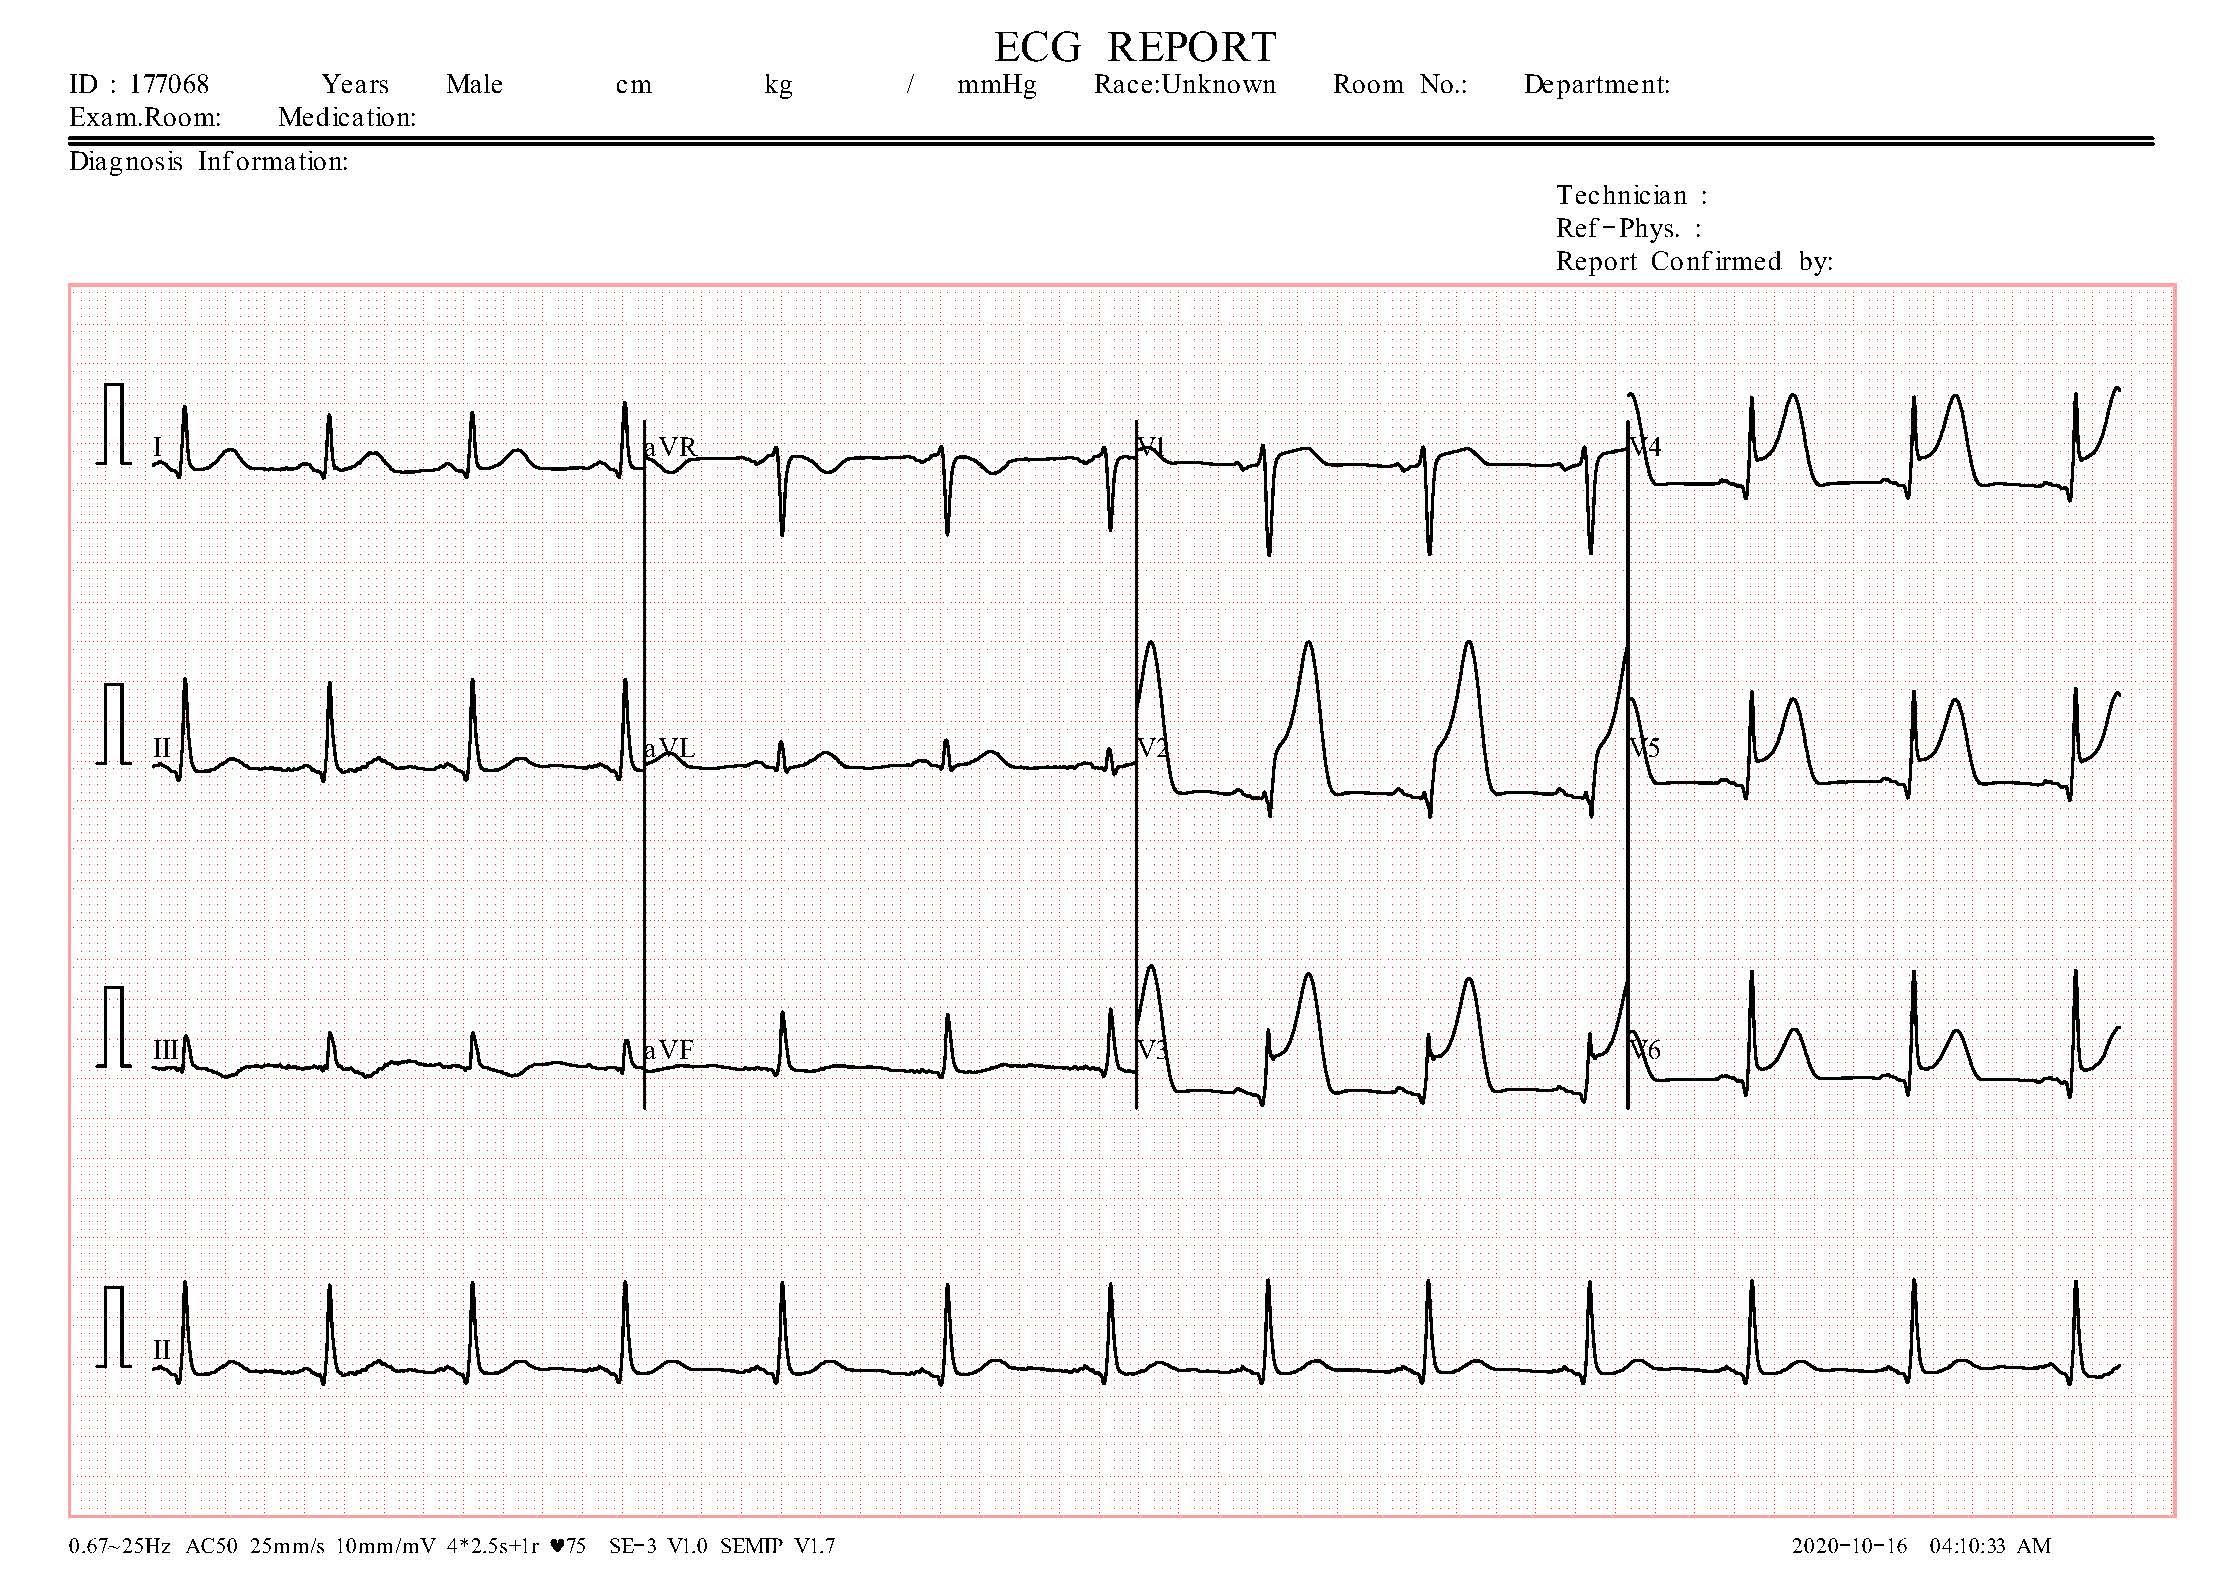 ECG REPORT
ID : 177068 Years Male cm kg / mmHg Race:Unknown Room No.: Department:
Exam.Room: Medication:
Diagnosis Information:
Technician :
Ref-Phys. :
Report Confirmed by:
I aVR V1 V4
II aVL V2 V5
III aVF V3 V6
II
0.67~25Hz AC50 25mm/s 10mm/mV 4*2.5s+1r ♥75 SE-3 V1.0 SEMIP V1.7 2020-10-16 04:10:33 AM